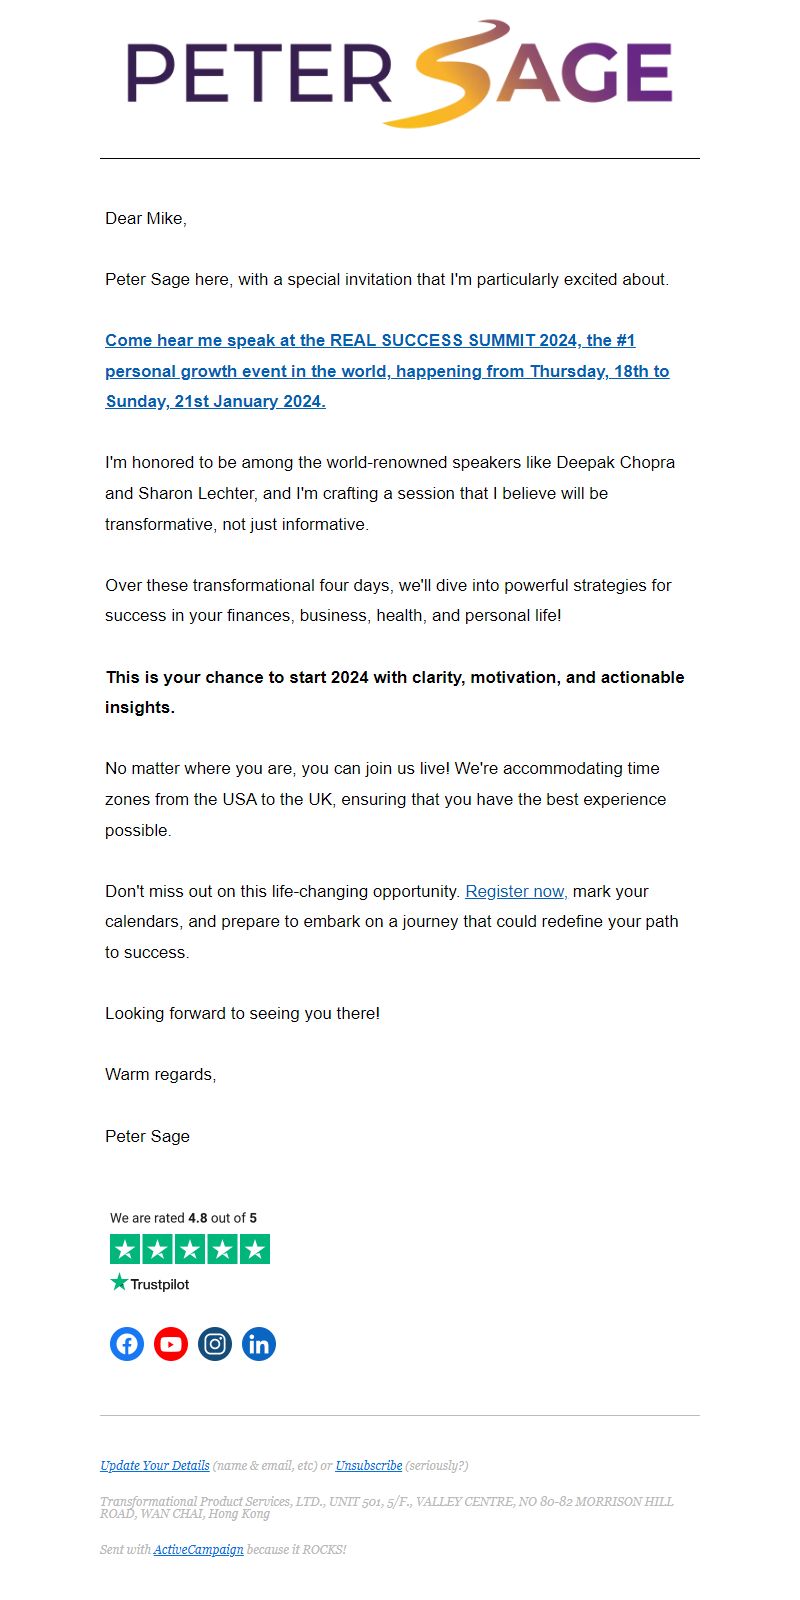 PETER SAGE
Dear Mike,
Peter Sage here, with a special invitation that I'm particularly excited about.
Come hear me speak at the REAL SUCCESS SUMMIT 2024, the #1
personal growth event in the world, happening from Thursday, 18th to
Sunday, 21st January 2024.
I'm honored to be among the world-renowned speakers like Deepak Chopra
and Sharon Lechter, and I'm crafting a session that I believe will be
transformative, not just informative.
Over these transformational four days, we'll dive into powerful strategies for
success in your finances, business, health, and personal life!
This is your chance to start 2024 with clarity, motivation, and actionable
insights.
No matter where you are, you can join us live! We're accommodating time
zones from the USA to the UK, ensuring that you have the best experience
possible.
Don't miss out on this life-changing opportunity. Register now, mark your
calendars, and prepare to embark on a journey that could redefine your path
to success.
Looking forward to seeing you there!
Warm regards,
Peter Sage
We are rated 4.8 out of 5
Trustpilot
Update Your Details (name & email, etc) or Unsubscribe (seriously?)
Transformational Product Services, LTD., UNIT 501, 5/F., VALLEY CENTRE, NO 80-82 MORRISON HILL
ROAD, WAN CHAI, Hong Kong
Sent with ActiveCampaign because it ROCKS!